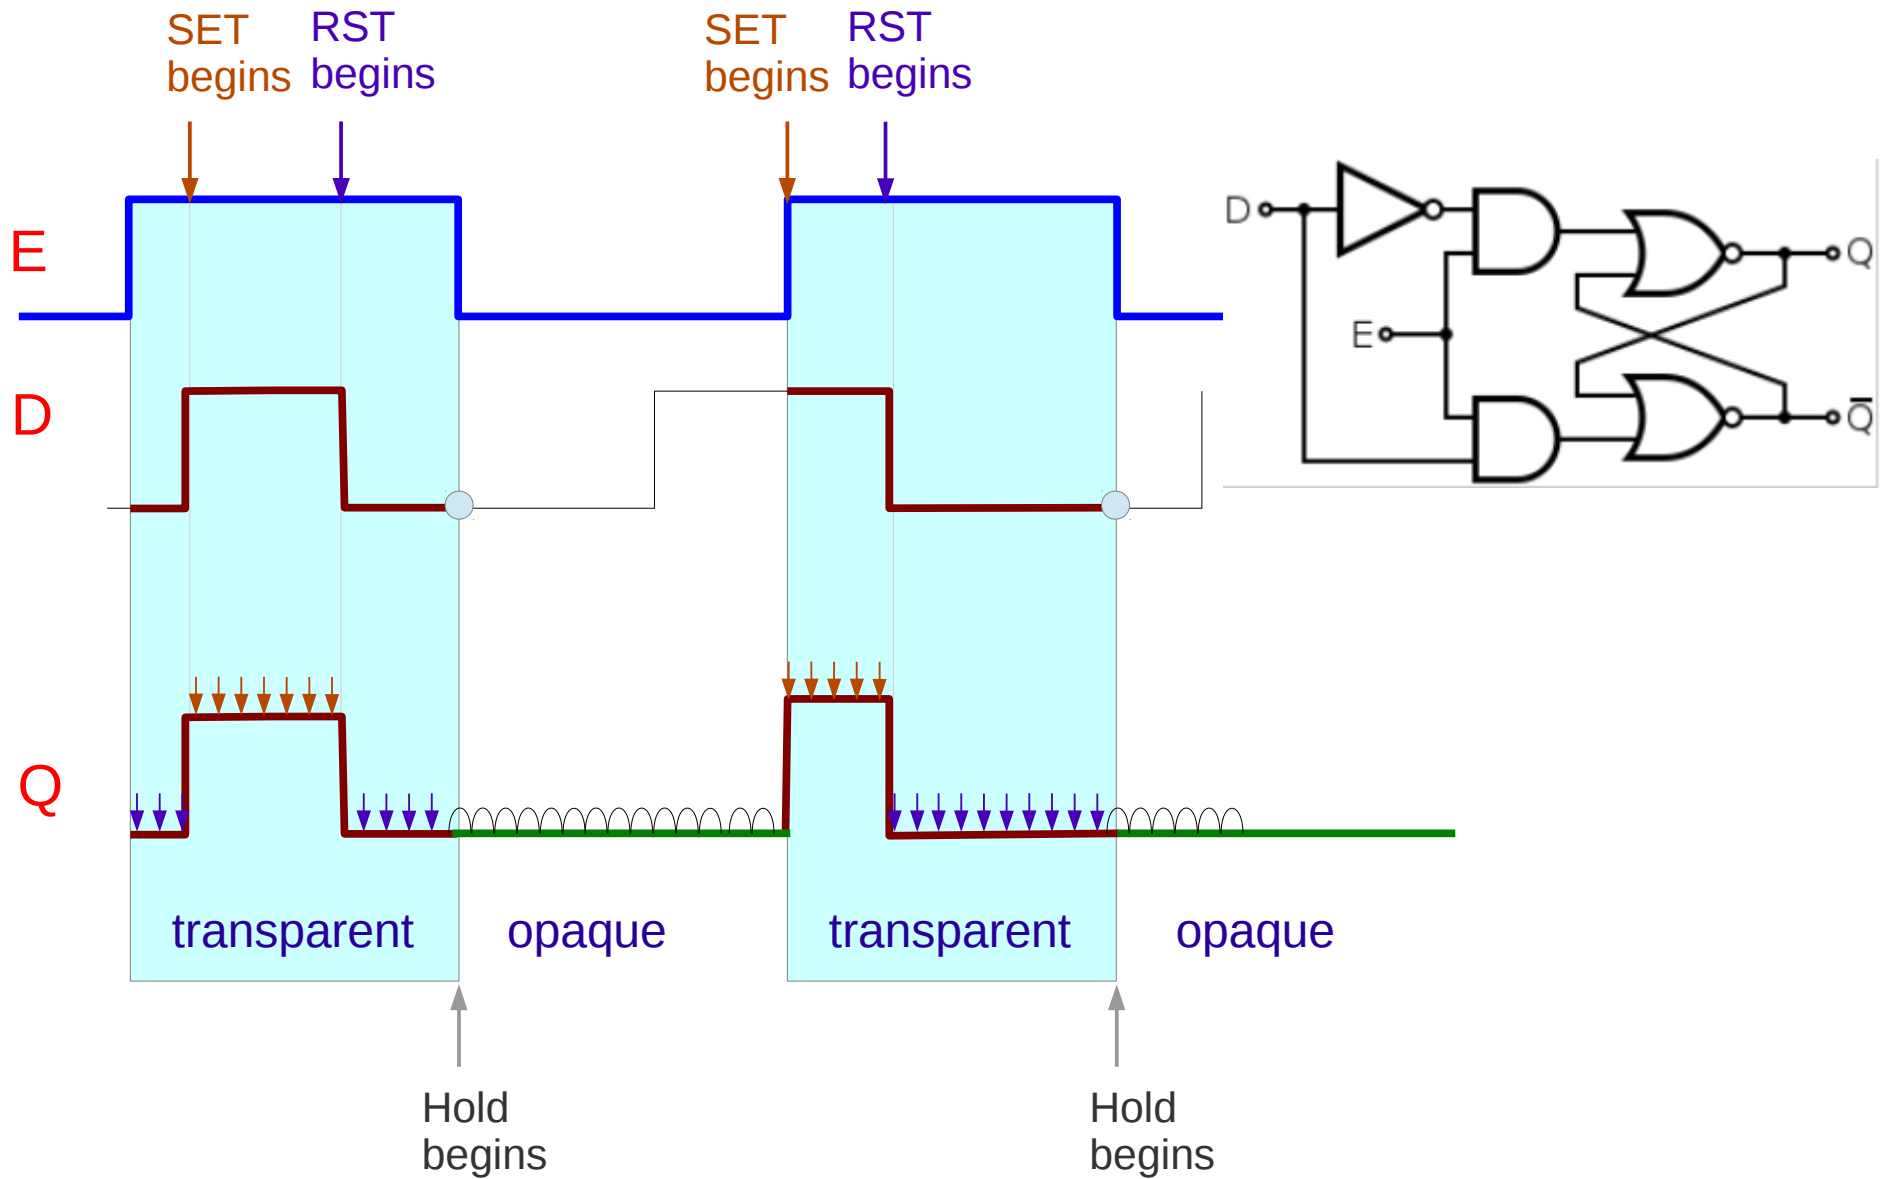 SET
begins
RST
begins
SET
begins
RST
begins
E
D
Q
D
E
Q
Q̅
transparent
opaque
transparent
opaque
Hold
begins
Hold
begins